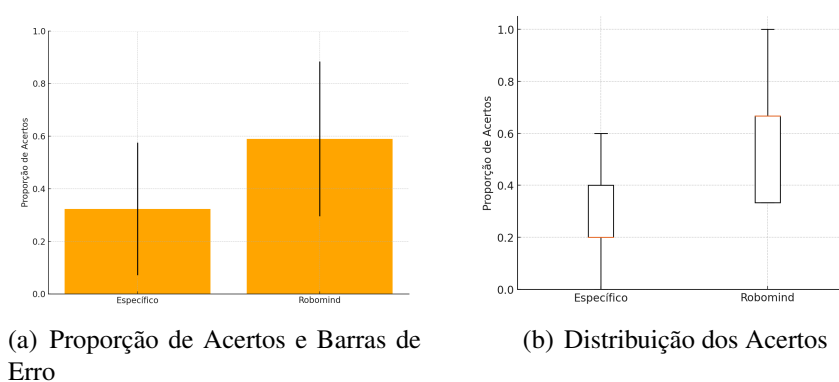 1.0
0.8
0.6
0.4
0.2
0.0
Proporção de Acertos
Específico
Robomind
(a) Proporção de Acertos e Barras de
Erro
1.0
0.8
0.6
0.4
0.2
0.0
Proporção de Acertos
Específico
Robomind
(b) Distribuição dos Acertos